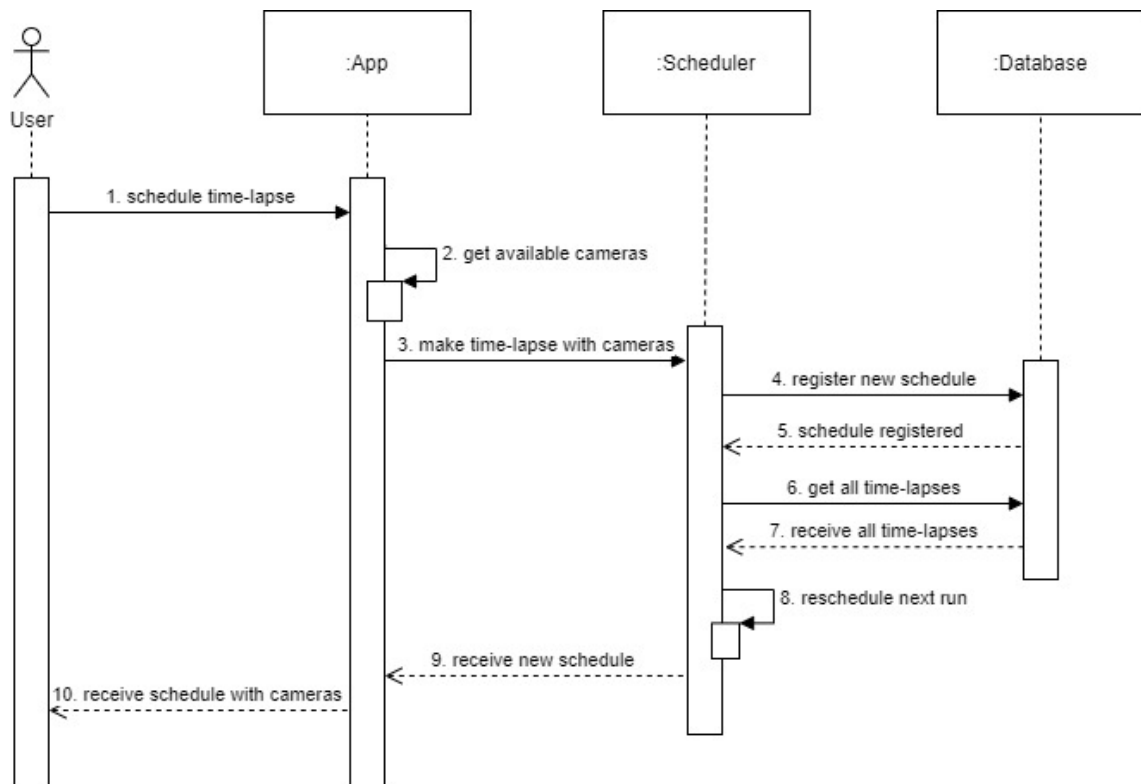 :App
:Scheduler
:Database
User
1. schedule time-lapse
2. get available cameras
3. make time-lapse with cameras
4. register new schedule
5. schedule registered
6. get all time-lapses
7. receive all time-lapses
8. reschedule next run
9. receive new schedule
10. receive schedule with cameras